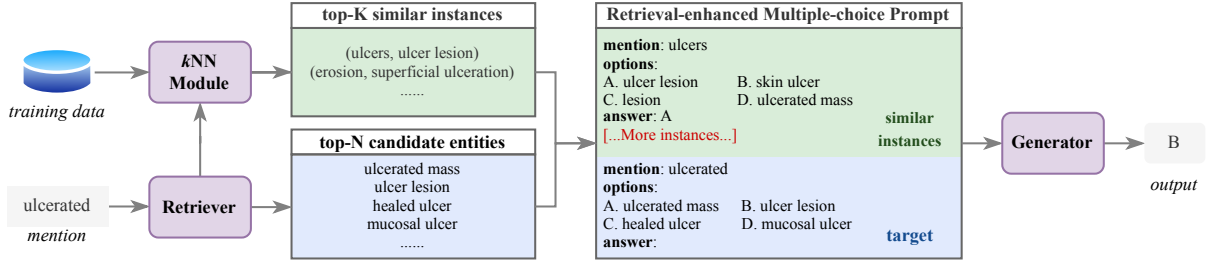 training data
kNN
Module
ulcerated
mention
Retriever
top-K similar instances
(ulcers, ulcer lesion)
(erosion, superficial ulceration)
......
top-N candidate entities
ulcerated mass
ulcer lesion
healed ulcer
mucosal ulcer
......
Retrieval-enhanced Multiple-choice Prompt
mention: ulcers
options:
A. ulcer lesion B. skin ulcer
C. lesion D. ulcerated mass
answer: A
[...More instances...]
similar
instances
mention: ulcerated
options:
A. ulcerated mass B. ulcer lesion
C. healed ulcer D. mucosal ulcer
answer:
target
Generator
B
output